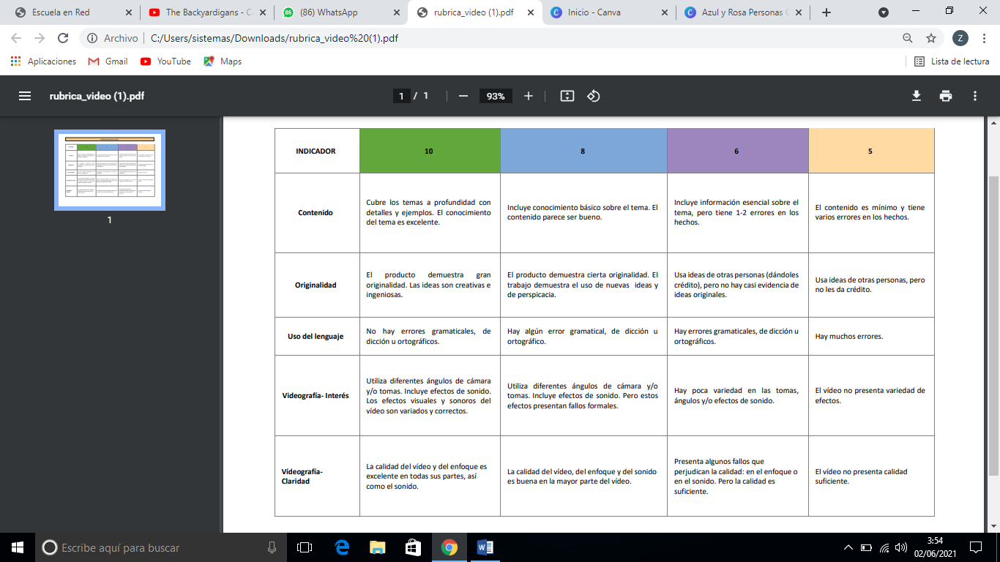 Escuela en Red
The Backyardigans - C
(86) WhatsApp
rubrica_video (1).pdf
Inicio - Canva
Azul y Rosa Personas
Archivo
C:/Users/sistemas/Downloads/rubrica_video%20(1).pdf
Z
Aplicaciones
Gmail
YouTube
Maps
Lista de lectura
rubrica_video (1).pdf
1 / 1
93%
1
INDICADOR
10
8
6
5
Contenido
Cubre los temas a profundidad con
detalles y ejemplos. El conocimiento
del tema es excelente.
Incluye conocimiento básico sobre el tema. El
contenido parece ser bueno.
Incluye información esencial sobre el
tema, pero tiene 1-2 errores en los
hechos.
El contenido es mínimo y tiene
varios errores en los hechos.
Originalidad
El producto demuestra gran
originalidad. Las ideas son creativas e
ingeniosas.
El producto demuestra cierta originalidad. El
trabajo demuestra el uso de nuevas ideas y
de perspicacia.
Usa ideas de otras personas (dándoles
crédito), pero no hay casi evidencia de
ideas originales.
Usa ideas de otras personas, pero
no les da crédito.
Uso del lenguaje
No hay errores gramaticales, de
dicción u ortográficos.
Hay algún error gramatical, de dicción u
ortográfico.
Hay errores gramaticales, de dicción u
ortográficos.
Hay muchos errores.
Videografía- Interés
Utiliza diferentes ángulos de cámara
y/o tomas. Incluye efectos de sonido.
Los efectos visuales y sonoros del
vídeo son variados y correctos.
Utiliza diferentes ángulos de cámara y/o
tomas. Incluye efectos de sonido. Pero estos
efectos presentan fallos formales.
Hay poca variedad en las tomas,
ángulos y/o efectos de sonido.
El vídeo no presenta variedad de
efectos.
Vídeografía-
Claridad
La calidad del vídeo y del enfoque es
excelente en todas sus partes, así
como el sonido.
La calidad del vídeo, del enfoque y del sonido
es buena en la mayor parte del vídeo.
Presenta algunos fallos que
perjudican la calidad: en el enfoque o
en el sonido. Pero la calidad es
suficiente.
El vídeo no presenta calidad
suficiente.
Escribe aquí para buscar
3:54
02/06/2021